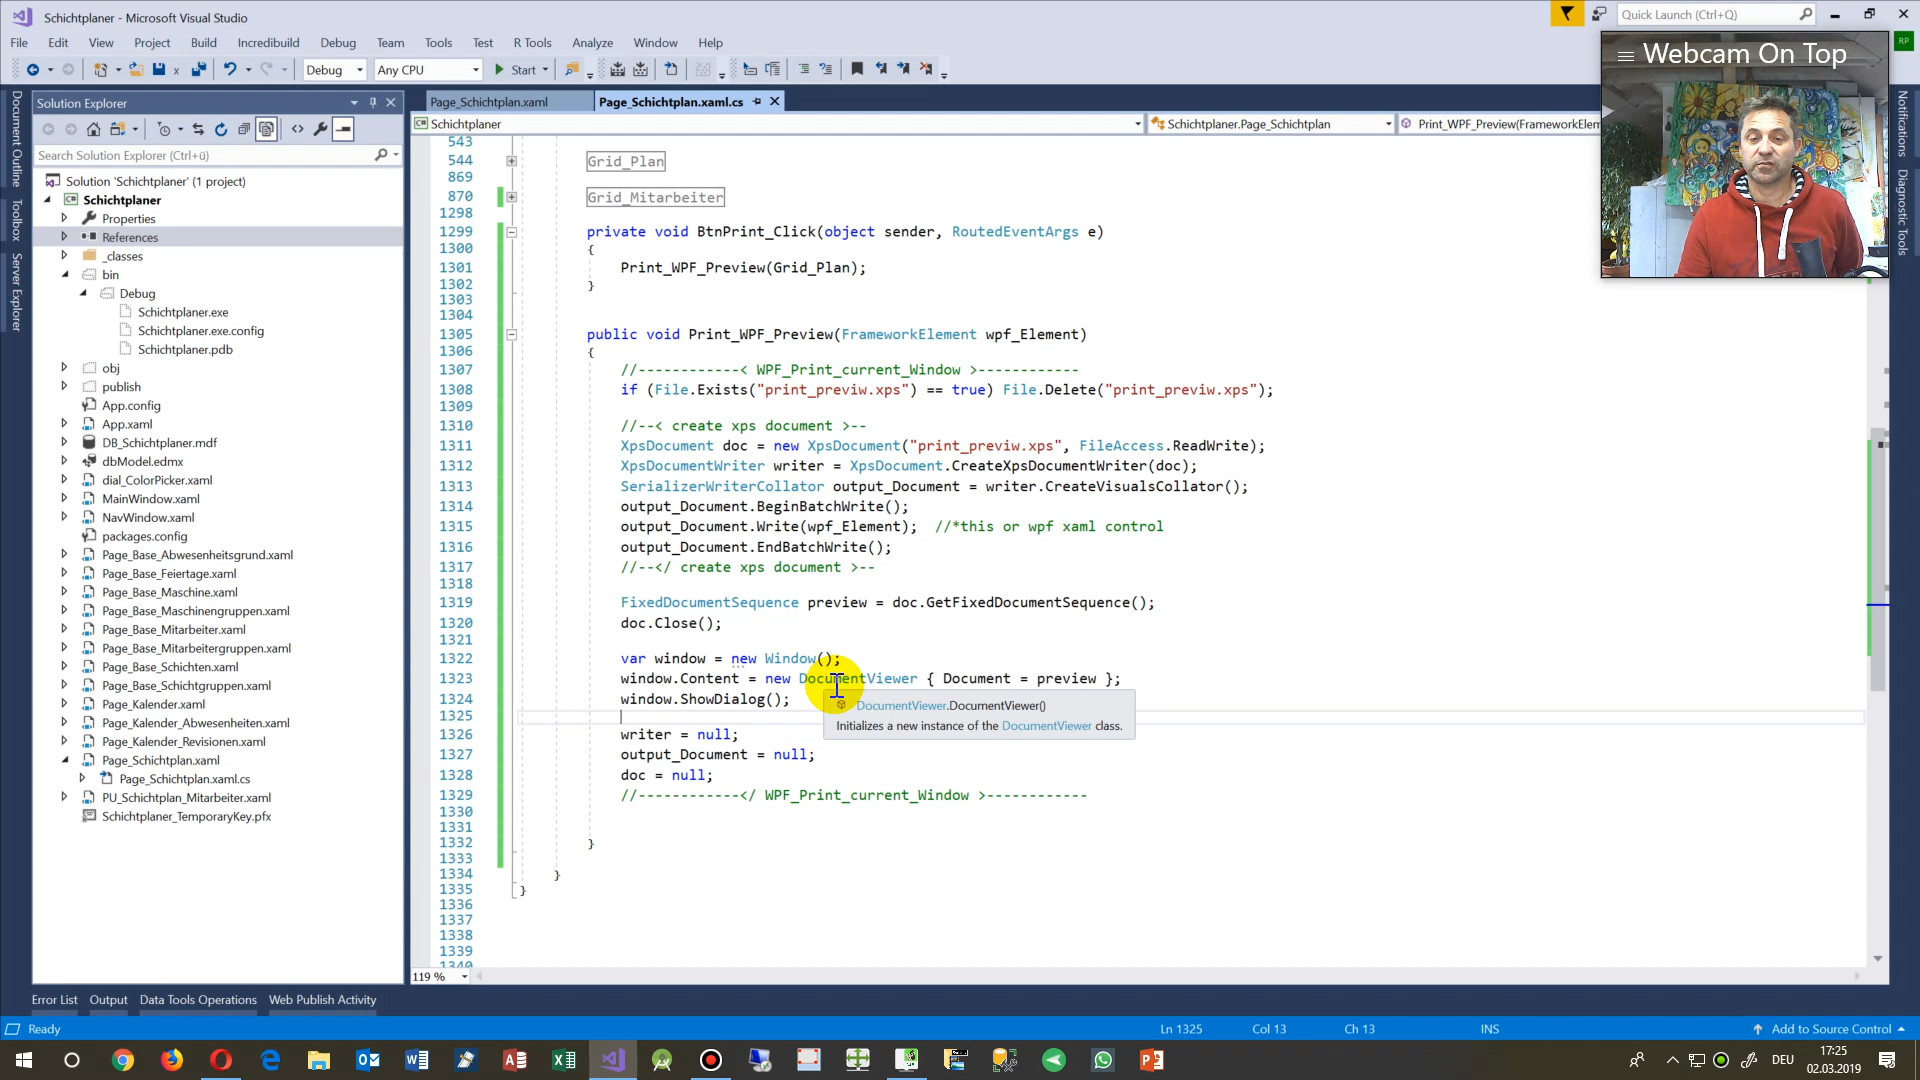 Schichtplaner - Microsoft Visual Studio
Quick Launch (Ctrl+Q)
File Edit View Project Build Incredibuild Debug Team Tools Test R Tools Analyze Window Help
RP
Webcam On Top
Debug Any CPU Start
Document Outline
Toolbox
Server Explorer
Notifications
Diagnostic Tools
Solution Explorer
Search Solution Explorer (Ctrl+ü)
Solution 'Schichtplaner' (1 project)
Schichtplaner
Properties
References
_classes
bin
Debug
Schichtplaner.exe
Schichtplaner.exe.config
Schichtplaner.pdb
obj
publish
App.config
App.xaml
DB_Schichtplaner.mdf
dbModel.edmx
dial_ColorPicker.xaml
MainWindow.xaml
NavWindow.xaml
packages.config
Page_Base_Abwesenheitsgrund.xaml
Page_Base_Feiertage.xaml
Page_Base_Maschine.xaml
Page_Base_Maschinengruppen.xaml
Page_Base_Mitarbeiter.xaml
Page_Base_Mitarbeitergruppen.xaml
Page_Base_Schichten.xaml
Page_Base_Schichtgruppen.xaml
Page_Kalender.xaml
Page_Kalender_Abwesenheiten.xaml
Page_Kalender_Revisionen.xaml
Page_Schichtplan.xaml
Page_Schichtplan.xaml.cs
PU_Schichtplan_Mitarbeiter.xaml
Schichtplaner_TemporaryKey.pfx
Page_Schichtplan.xaml Page_Schichtplan.xaml.cs
Schichtplaner Schichtplaner.Page_Schichtplan Print_WPF_Preview(FrameworkElem
543
544 Grid_Plan
869
870 Grid_Mitarbeiter
1298
1299 private void BtnPrint_Click(object sender, RoutedEventArgs e)
1300 {
1301 Print_WPF_Preview(Grid_Plan);
1302 }
1303
1304
1305 public void Print_WPF_Preview(FrameworkElement wpf_Element)
1306 {
1307 //------------< WPF_Print_current_Window >------------
1308 if (File.Exists("print_previw.xps") == true) File.Delete("print_previw.xps");
1309
1310 //--< create xps document >--
1311 XpsDocument doc = new XpsDocument("print_previw.xps", FileAccess.ReadWrite);
1312 XpsDocumentWriter writer = XpsDocument.CreateXpsDocumentWriter(doc);
1313 SerializerWriterCollator output_Document = writer.CreateVisualsCollator();
1314 output_Document.BeginBatchWrite();
1315 output_Document.Write(wpf_Element); //*this or wpf xaml control
1316 output_Document.EndBatchWrite();
1317 //--</ create xps document >--
1318
1319 FixedDocumentSequence preview = doc.GetFixedDocumentSequence();
1320 doc.Close();
1321
1322 var window = new Window();
1323 window.Content = new DocumentViewer { Document = preview };
1324 window.ShowDialog();
DocumentViewer.DocumentViewer()
1325
Initializes a new instance of the DocumentViewer class.
1326 writer = null;
1327 output_Document = null;
1328 doc = null;
1329 //------------</ WPF_Print_current_Window >------------
1330
1331
1332 }
1333
1334 }
1335 }
1336
1337
1338
1339
1340
119 %
Error List Output Data Tools Operations Web Publish Activity
Ready Ln 1325 Col 13 Ch 13 INS Add to Source Control
DEU
17:25
02.03.2019